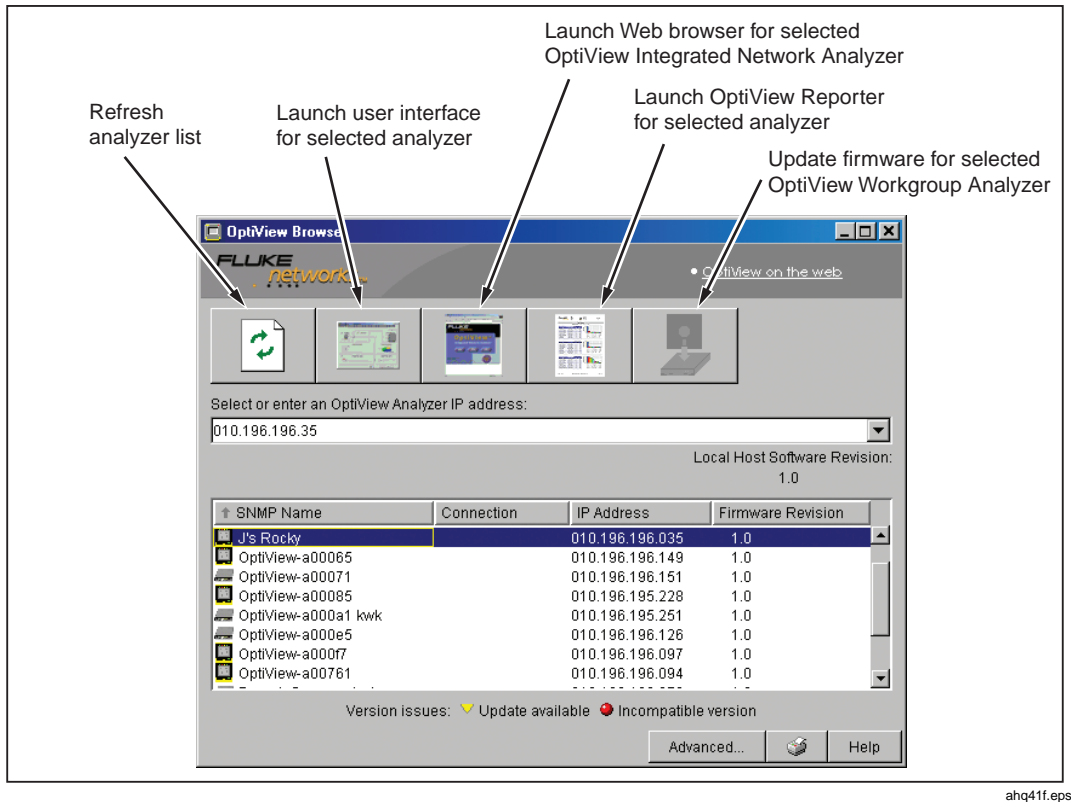 Launch Web browser for selected
OptiView Integrated Network Analyzer
Refresh
analyzer list
Launch user interface
for selected analyzer
Launch OptiView Reporter
for selected analyzer
Update firmware for selected
OptiView Workgroup Analyzer
OptiView Browse
FLUKE
networks
OptiView on the web
Select or enter an OptiView Analyzer IP address:
010.196.196.35
Local Host Software Revision:
1.0
SNMP Name Connection IP Address Firmware Revision
J's Rocky 010.196.196.035 1.0
OptiView-a00065 010.196.196.149 1.0
OptiView-a00071 010.196.196.151 1.0
OptiView-a00085 010.196.195.228 1.0
OptiView-a000a1 kwk 010.196.195.251 1.0
OptiView-a000e5 010.196.196.126 1.0
OptiView-a000f7 010.196.196.097 1.0
OptiView-a00761 010.196.196.094 1.0
Version issues: Update available Incompatible version
Advanced... Help
ahq41f.eps